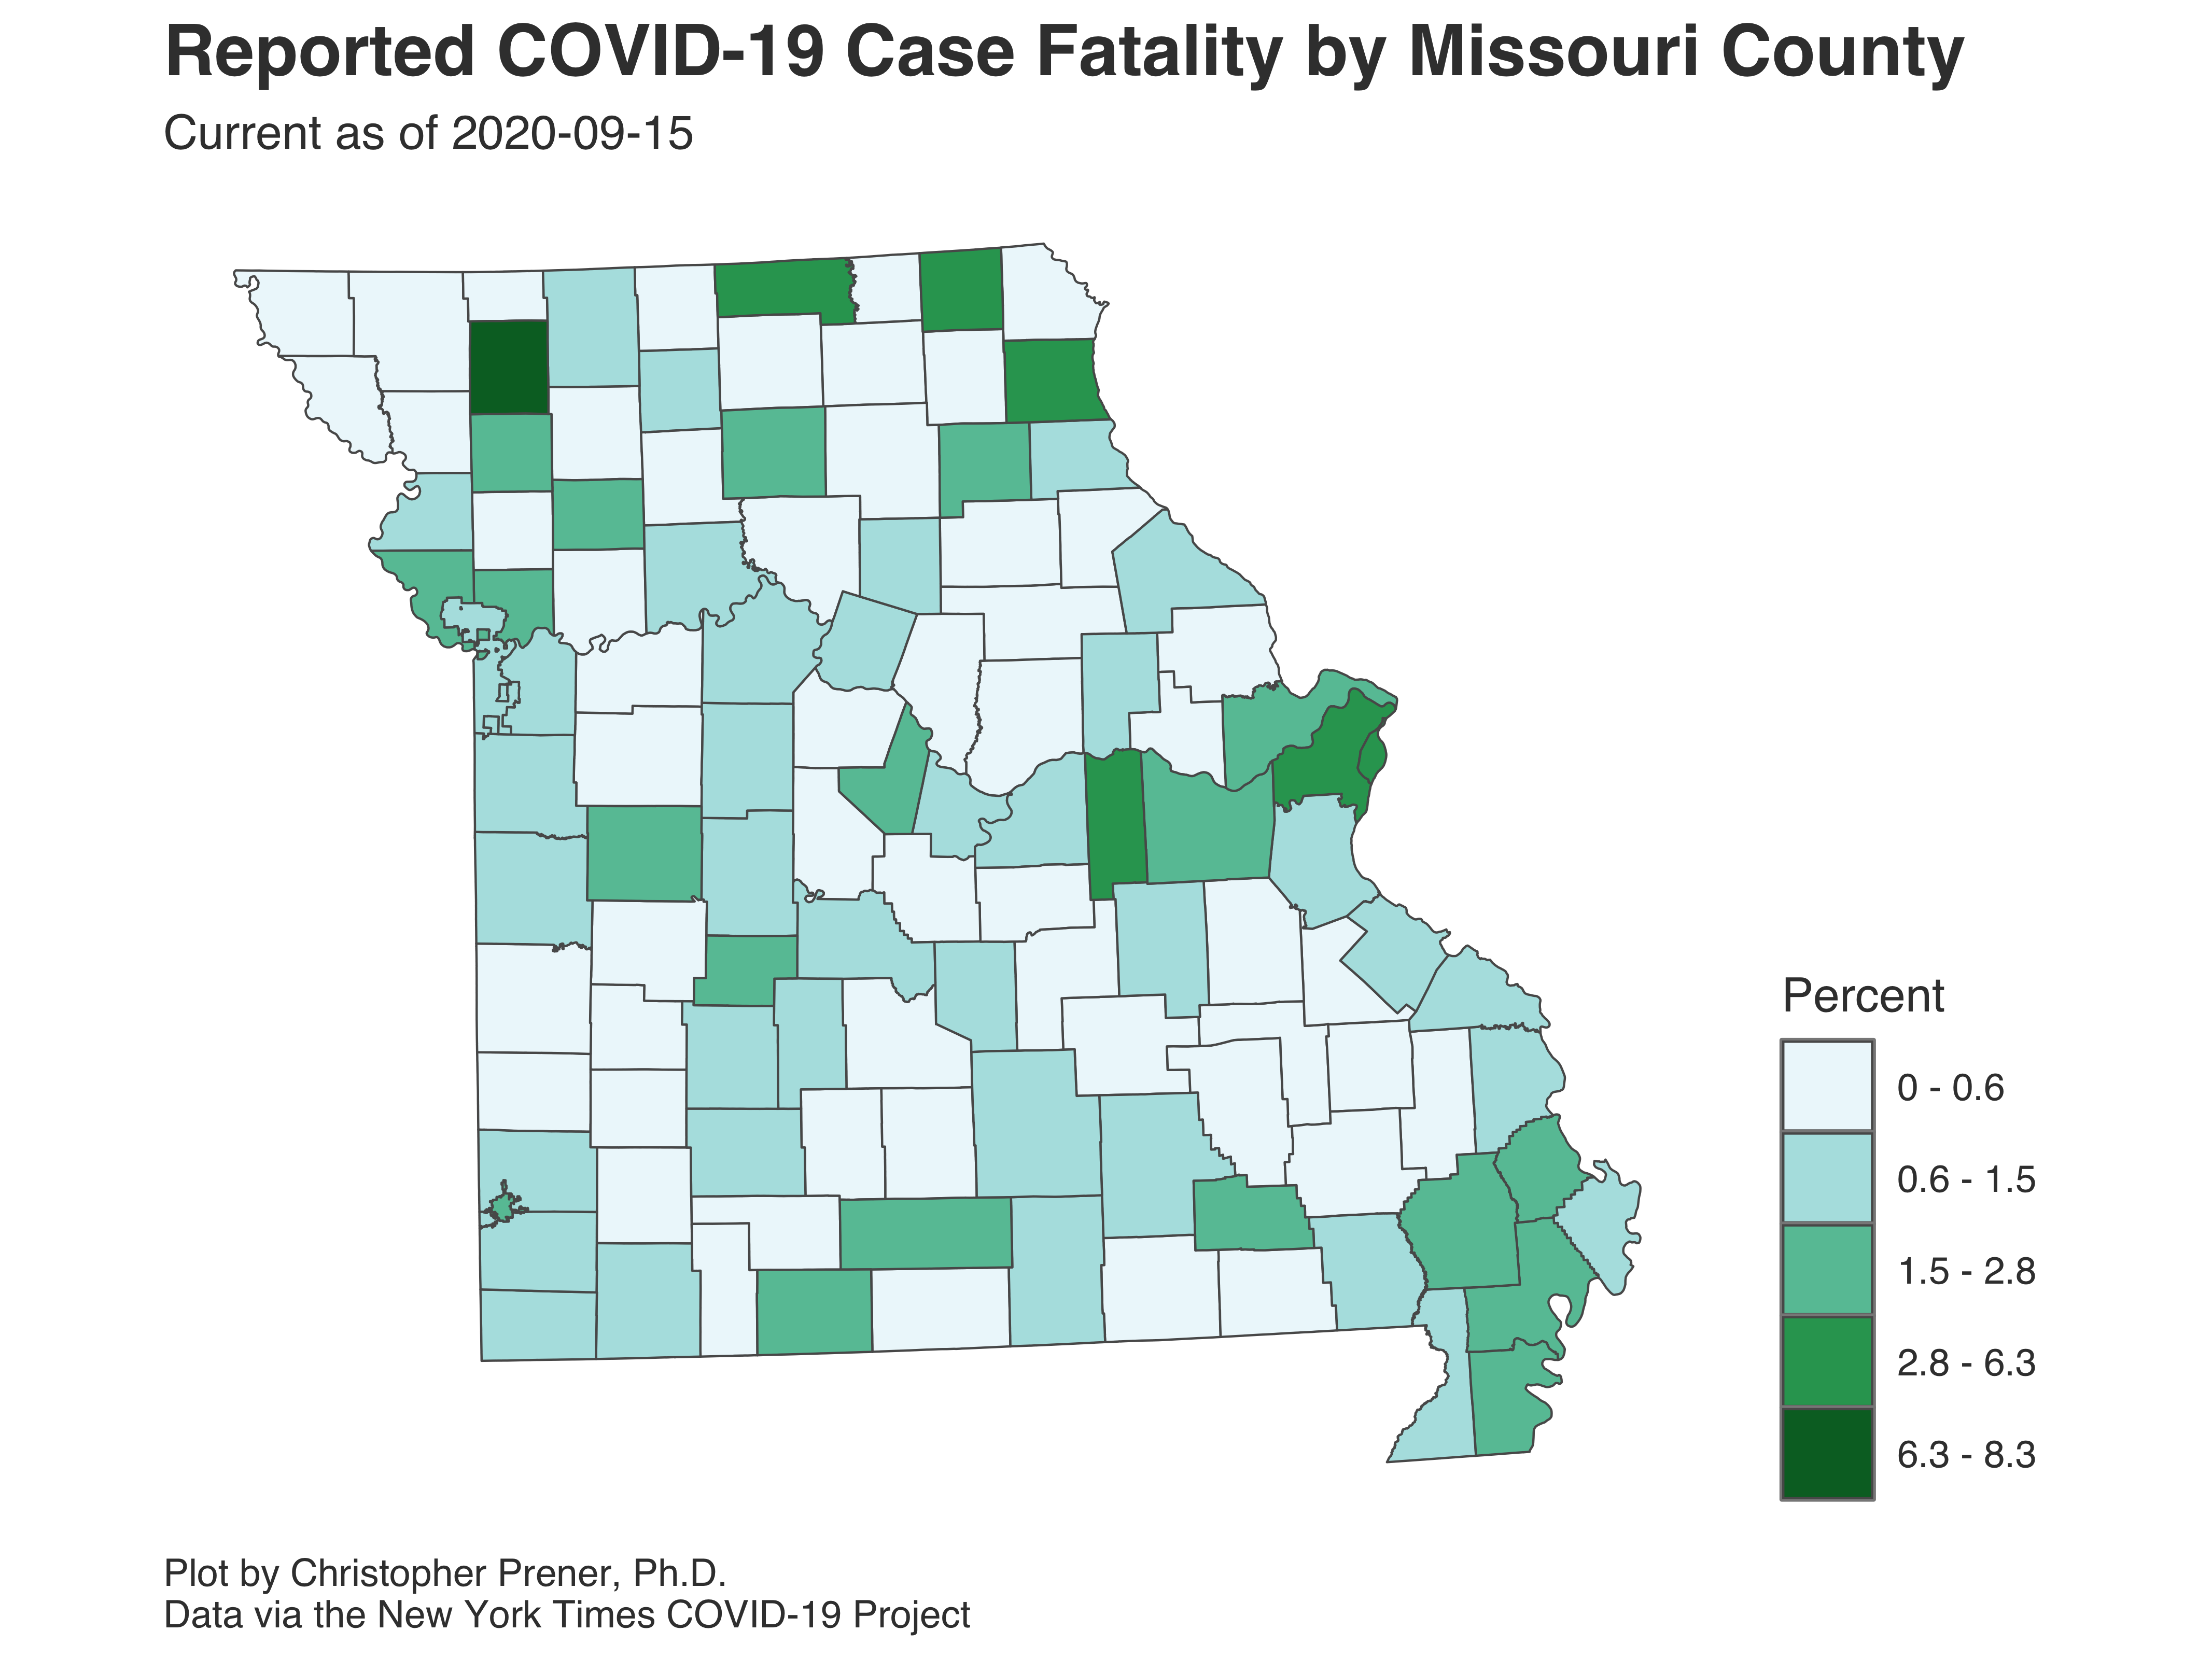 Reported COVID-19 Case Fatality by Missouri County
Current as of 2020-09-15
Percent
0 - 0.6
0.6 - 1.5
1.5 - 2.8
2.8 - 6.3
6.3 - 8.3
Plot by Christopher Prener, Ph.D.
Data via the New York Times COVID-19 Project